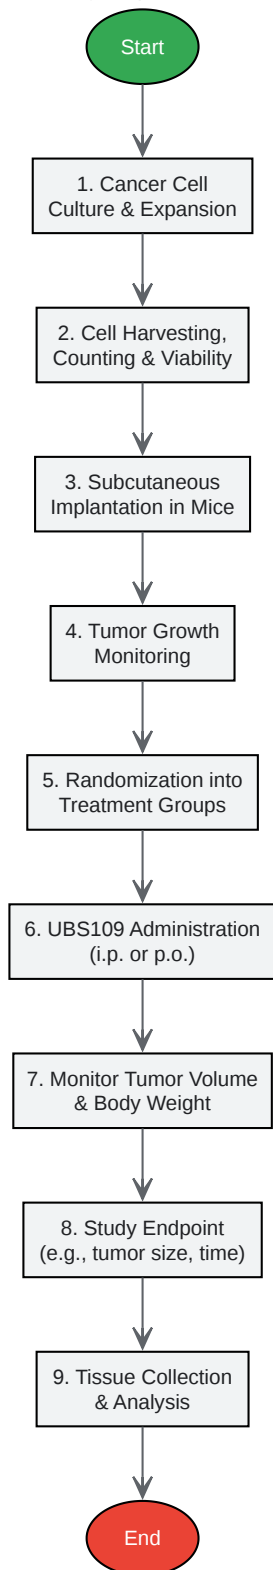 Start
1. Cancer Cell
Culture & Expansion
2. Cell Harvesting,
Counting & Viability
3. Subcutaneous
Implantation in Mice
4. Tumor Growth
Monitoring
5. Randomization into
Treatment Groups
6. UBS109 Administration
(i.p. or p.o.)
7. Monitor Tumor Volume
& Body Weight
8. Study Endpoint
(e.g., tumor size, time)
9. Tissue Collection
& Analysis
End